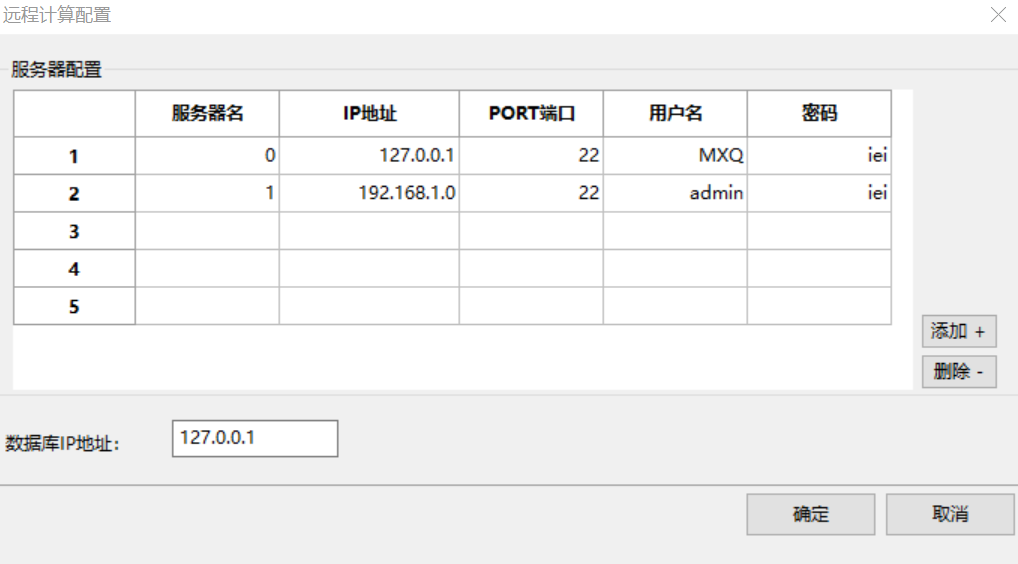 远程计算配置
服务器配置
服务器名 IP地址 PORT端口 用户名 密码
1 0 127.0.0.1 22 MXQ iei
2 1 192.168.1.0 22 admin iei
3
4
5
添加 +
删除 -
数据库IP地址:
127.0.0.1
确定 取消